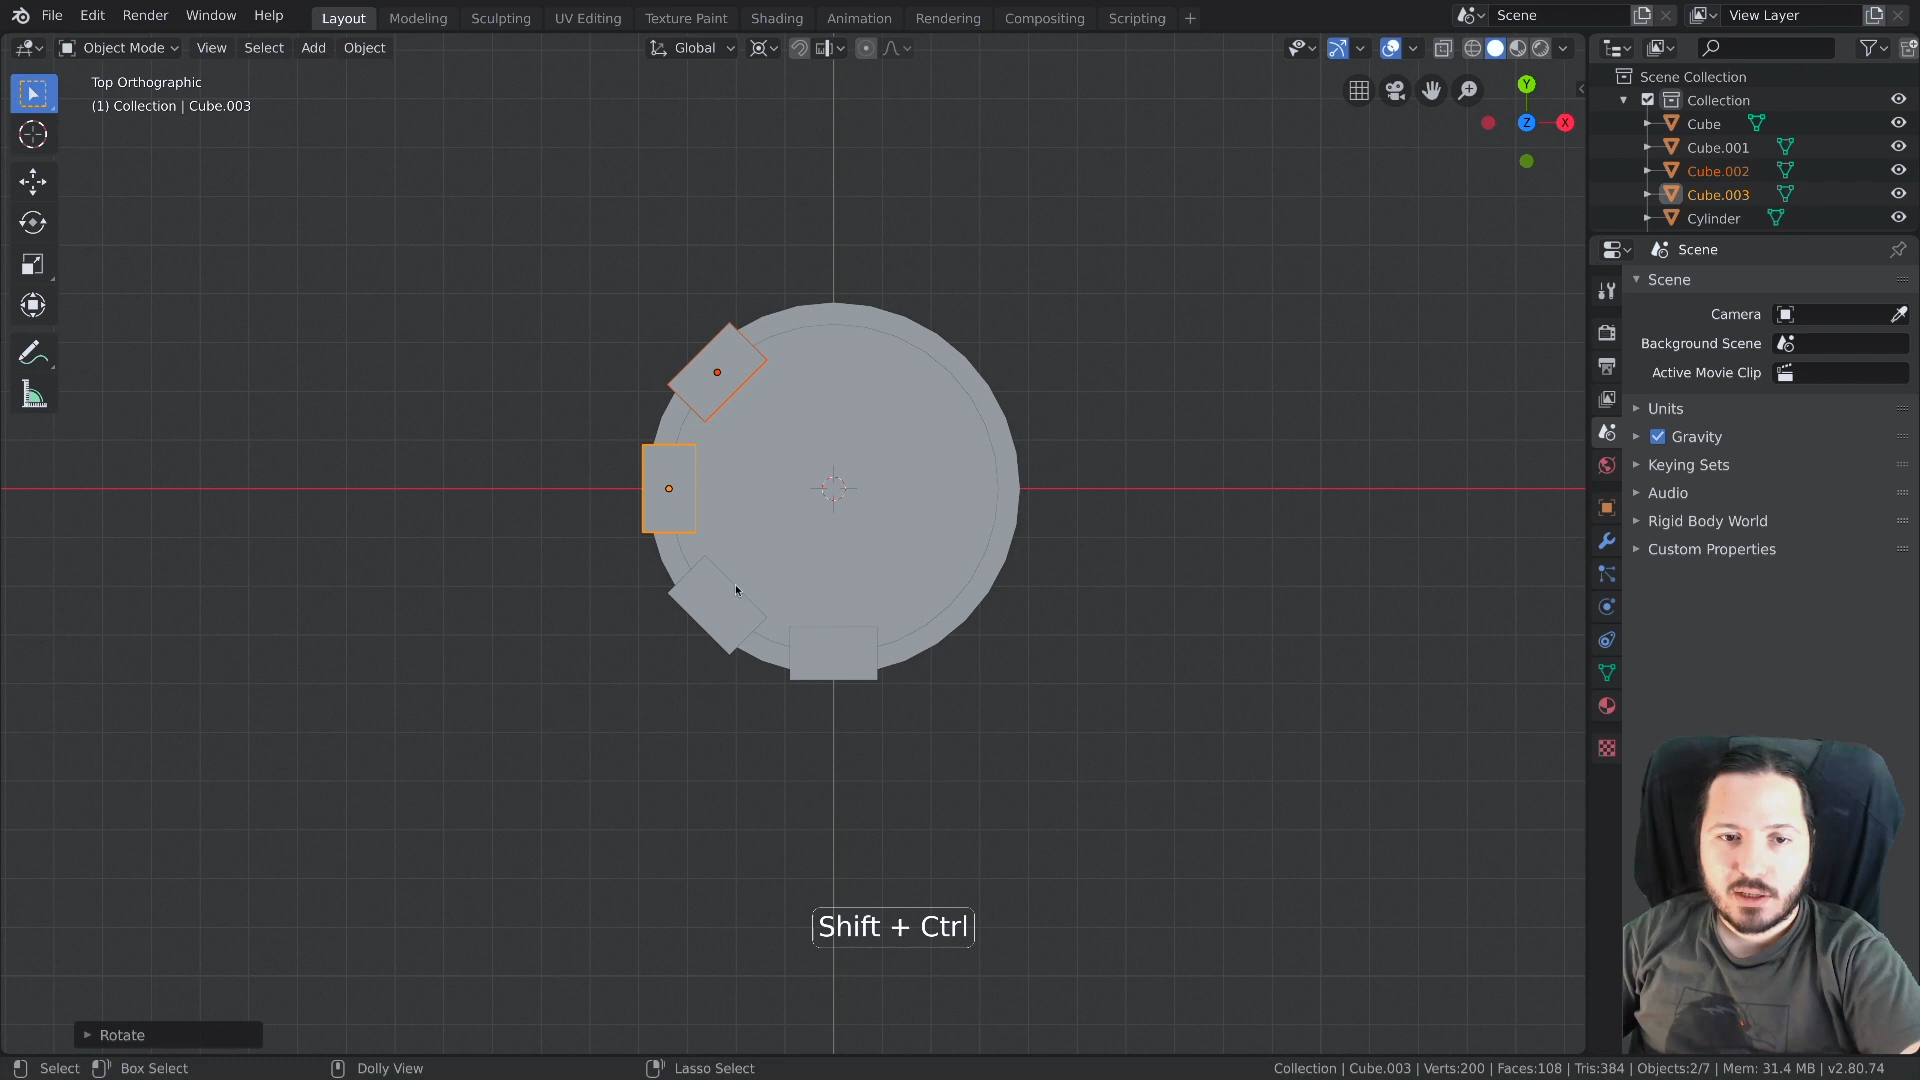 File Edit Render Window Help Layout Modeling Sculpting UV Editing Texture Paint Shading Animation Rendering Compositing Scripting + Scene View Layer
Object Mode View Select Add Object Global
Top Orthographic
(1) Collection | Cube.003
Y
Z
X
Scene Collection
Collection
Cube
Cube.001
Cube.002
Cube.003
Cylinder
Scene
Scene
Camera
Background Scene
Active Movie Clip
Units
Gravity
Keying Sets
Audio
Rigid Body World
Custom Properties
Shift + Ctrl
Rotate
Select Box Select Dolly View Lasso Select Collection | Cube.003 | Verts:200 | Faces:108 | Tris:384 | Objects:2/7 | Mem: 31.4 MB | v2.80.74